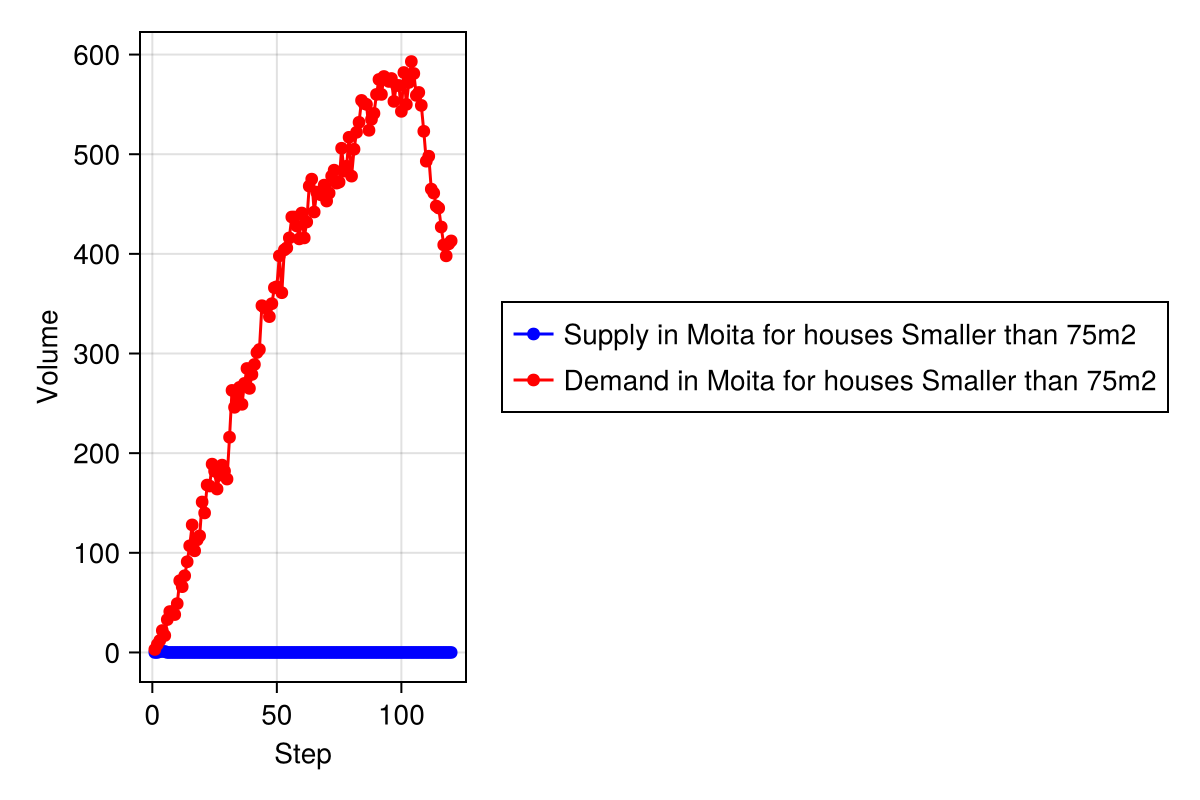 600
500
400
300
200
100
0
Volume
0 50 100
Step
Supply in Moita for houses Smaller than 75m2
Demand in Moita for houses Smaller than 75m2